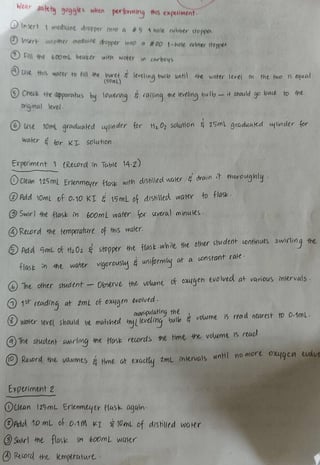 Wear safety goggles when performing this experiment.
① Insert 1 medicine dropper into a #5 1 hole rubber stopper
② Insert another medicine dropper into a #00 1-hole rubber stopper
③ Fill the 600mL beaker with water in carboys
④ Use this water to fill the buret & leveling bulb until the water level in the two is equal
(50mL)
⑤ Check the apparatus by lowering & raising the leveling bulb — it should go back to the
original level.
⑥ Use 10mL graduated cylinder for H2O2 solution & 25mL graduated cylinder for
water & for KI solution
Experiment 1 (Record in Table 14.2)
① Clean 125ml Erlenmeyer flask with distilled water & drain it thoroughly.
② Add 10mL of 0.10 KI & 15mL of distilled water to flask.
③ Swirl the flask in 600mL water for several minutes.
④ Record the temperature of this water.
⑤ Add 5mL of H2O2 & stopper the flask while the other student continues swirling the
flask in the water vigorously & uniformly at a constant rate.
⑥ The other student — Observe the volume of oxygen evolved at various intervals.
⑦ 1st reading at 2mL of oxygen evolved.
manipulating the
⑧ Water level should be matched by leveling bulb & volume is read nearest to 0.1mL.
⑨ The student swirling the flask records the time the volume is read
⑩ Record the volumes & time at exactly 2mL intervals until no more oxygen
Experiment 2
① Clean 125mL Erlenmeyer flask again.
② Add 10 mL of 0.1M KI & 10mL of distilled water
③ Swirl the flask in 600mL water
④ Record the temperature.